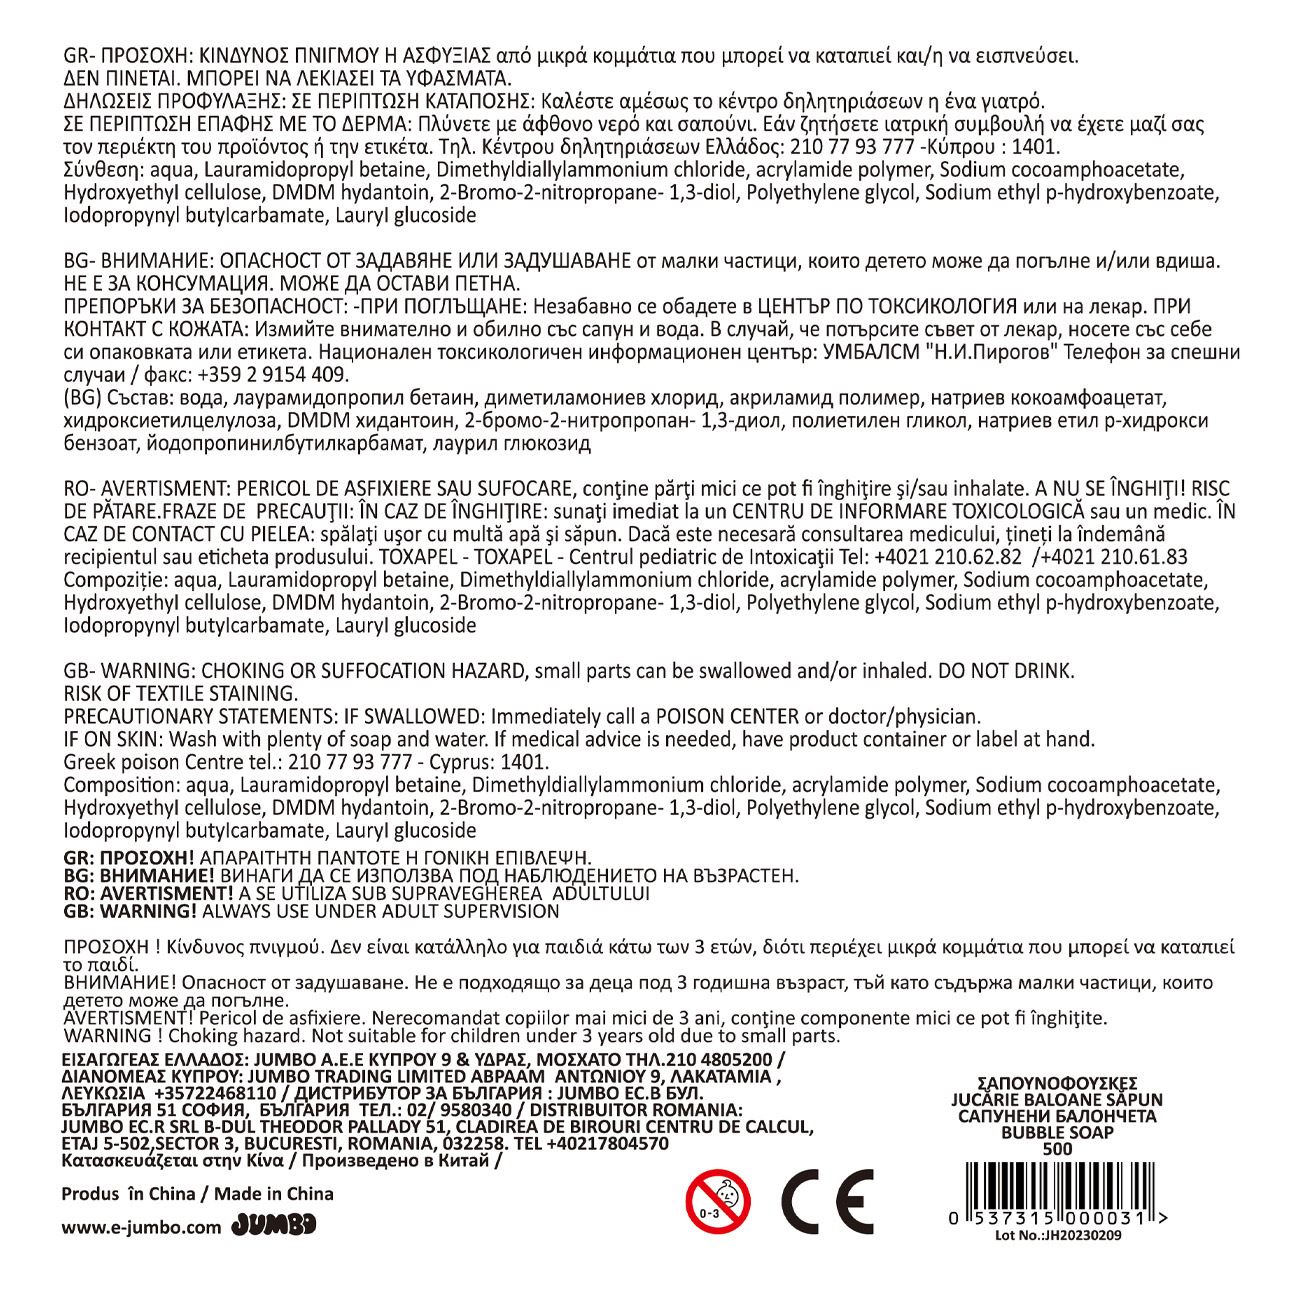 GR- ΠΡΟΣΟΧΗ: ΚΙΝΔΥΝΟΣ ΠΝΙΓΜΟΥ Η ΑΣΦΥΞΙΑΣ από μικρά κομμάτια που μπορεί να καταπιεί και/η να εισπνεύσει.
ΔΕΝ ΠΙΝΕΤΑΙ. ΜΠΟΡΕΙ ΝΑ ΛΕΚΙΑΣΕΙ ΤΑ ΥΦΑΣΜΑΤΑ.
ΔΗΛΩΣΕΙΣ ΠΡΟΦΥΛΑΞΗΣ: ΣΕ ΠΕΡΙΠΤΩΣΗ ΚΑΤΑΠΟΣΗΣ: Καλέστε αμέσως το κέντρο δηλητηριάσεων η ένα γιατρό.
ΣΕ ΠΕΡΙΠΤΩΣΗ ΕΠΑΦΗΣ ΜΕ ΤΟ ΔΕΡΜΑ: Πλύνετε με άφθονο νερό και σαπούνι. Εάν ζητήσετε ιατρική συμβουλή να έχετε μαζί σας
τον περιέκτη του προϊόντος ή την ετικέτα. Τηλ. Κέντρου δηλητηριάσεων Ελλάδος: 210 77 93 777 -Κύπρου : 1401.
Σύνθεση: aqua, Lauramidopropyl betaine, Dimethyldiallylammonium chloride, acrylamide polymer, Sodium cocoamphoacetate,
Hydroxyethyl cellulose, DMDM hydantoin, 2-Bromo-2-nitropropane- 1,3-diol, Polyethylene glycol, Sodium ethyl p-hydroxybenzoate,
Iodopropynyl butylcarbamate, Lauryl glucoside
BG- ВНИМАНИЕ: ОПАСНОСТ ОТ ЗАДАВЯНЕ ИЛИ ЗАДУШАВАНЕ от малки частици, които детето може да погълне и/или вдиша.
НЕ Е ЗА КОНСУМАЦИЯ. МОЖЕ ДА ОСТАВИ ПЕТНА.
ПРЕПОРЪКИ ЗА БЕЗОПАСНОСТ: -ПРИ ПОГЛЪЩАНЕ: Незабавно се обадете в ЦЕНТЪР ПО ТОКСИКОЛОГИЯ или на лекар. ПРИ
КОНТАКТ С КОЖАТА: Измийте внимателно и обилно със сапун и вода. В случай, че потърсите съвет от лекар, носете със себе
си опаковката или етикета. Национален токсикологичен информационен център: УМБАЛСМ "Н.И.Пирогов" Телефон за спешни
случаи / факс: +359 2 9154 409.
(BG) Състав: вода, лаурамидопропил бетаин, диметиламониев хлорид, акриламид полимер, натриев кокоамфоацетат,
хидроксиетилцелулоза, DMDM хидантоин, 2-бромо-2-нитропропан- 1,3-диол, полиетилен гликол, натриев етил р-хидрокси
бензоат, йодопропинилбутилкарбамат, лаурил глюкозид
RO- AVERTISMENT: PERICOL DE ASFIXIERE SAU SUFOCARE, conţine părţi mici ce pot fi înghiţire şi/sau inhalate. A NU SE ÎNGHIŢI! RISC
DE PĂTARE.FRAZE DE  PRECAUŢII: ÎN CAZ DE ÎNGHIŢIRE: sunaţi imediat la un CENTRU DE INFORMARE TOXICOLOGICĂ sau un medic. ÎN
CAZ DE CONTACT CU PIELEA: spălaţi uşor cu multă apă şi săpun. Dacă este necesară consultarea medicului, țineți la îndemână
recipientul sau eticheta produsului. TOXAPEL - TOXAPEL - Centrul pediatric de Intoxicaţii Tel: +4021 210.62.82  /+4021 210.61.83
Compoziție: aqua, Lauramidopropyl betaine, Dimethyldiallylammonium chloride, acrylamide polymer, Sodium cocoamphoacetate,
Hydroxyethyl cellulose, DMDM hydantoin, 2-Bromo-2-nitropropane- 1,3-diol, Polyethylene glycol, Sodium ethyl p-hydroxybenzoate,
Iodopropynyl butylcarbamate, Lauryl glucoside
GB- WARNING: CHOKING OR SUFFOCATION HAZARD, small parts can be swallowed and/or inhaled. DO NOT DRINK.
RISK OF TEXTILE STAINING.
PRECAUTIONARY STATEMENTS: IF SWALLOWED: Immediately call a POISON CENTER or doctor/physician.
IF ON SKIN: Wash with plenty of soap and water. If medical advice is needed, have product container or label at hand.
Greek poison Centre tel.: 210 77 93 777 - Cyprus: 1401.
Composition: aqua, Lauramidopropyl betaine, Dimethyldiallylammonium chloride, acrylamide polymer, Sodium cocoamphoacetate,
Hydroxyethyl cellulose, DMDM hydantoin, 2-Bromo-2-nitropropane- 1,3-diol, Polyethylene glycol, Sodium ethyl p-hydroxybenzoate,
Iodopropynyl butylcarbamate, Lauryl glucoside
GR: ΠΡΟΣΟΧΗ! ΑΠΑΡΑΙΤΗΤΗ ΠΑΝΤΟΤΕ Η ΓΟΝΙΚΗ ΕΠΙΒΛΕΨΗ.
BG: ВНИМАНИЕ! ВИНАГИ ДА СЕ ИЗПОЛЗВА ПОД НАБЛЮДЕНИЕТО НА ВЪЗРАСТЕН.
RO: AVERTISMENT! A SE UTILIZA SUB SUPRAVEGHEREA  ADULTULUI
GB: WARNING! ALWAYS USE UNDER ADULT SUPERVISION
ΠΡΟΣΟΧΗ ! Κίνδυνος πνιγμού. Δεν είναι κατάλληλο για παιδιά κάτω των 3 ετών, διότι περιέχει μικρά κομμάτια που μπορεί να καταπιεί
το παιδί.
ВНИМАНИЕ! Опасност от задушаване. Не е подходящо за деца под 3 годишна възраст, тъй като съдържа малки частици, които
детето може да погълне.
AVERTISMENT! Pericol de asfixiere. Nerecomandat copiilor mai mici de 3 ani, conţine componente mici ce pot fi înghiţite.
WARNING ! Choking hazard. Not suitable for children under 3 years old due to small parts.
ΕΙΣΑΓΩΓΕΑΣ ΕΛΛΑΔΟΣ: JUMBO A.E.E ΚΥΠΡΟΥ 9 & ΥΔΡΑΣ, ΜΟΣΧΑΤΟ ΤΗΛ.210 4805200 /
ΔΙΑΝΟΜΕΑΣ ΚΥΠΡΟΥ: JUMBO TRADING LIMITED ΑΒΡΑΑΜ  ΑΝΤΩΝΙΟΥ 9, ΛΑΚΑΤΑΜΙΑ ,
ΛΕΥΚΩΣΙΑ  +35722468110 / ДИСТРИБУТОР ЗА БЪЛГАРИЯ : JUMBO EC.B БУЛ.
БЪЛГАРИЯ 51 СОФИЯ,  БЪЛГАРИЯ  ТЕЛ.: 02/ 9580340 / DISTRIBUITOR ROMANIA:
JUMBO EC.R SRL B-DUL THEODOR PALLADY 51, CLADIREA DE BIROURI CENTRU DE CALCUL,
ETAJ 5-502,SECTOR 3, BUCURESTI, ROMANIA, 032258. TEL +40217804570
Κατασκευάζεται στην Κίνα / Произведено в Китай /
Produs  în China / Made in China
www.e-jumbo.com JUMBO
0-3
CE
ΣΑΠΟΥΝΟΦΟΥΣΚΕΣ
JUCĂRIE BALOANE SĂPUN
САПУНЕНИ БАЛОНЧЕТА
BUBBLE SOAP
500
0 537315 000031 >
Lot No.:JH20230209